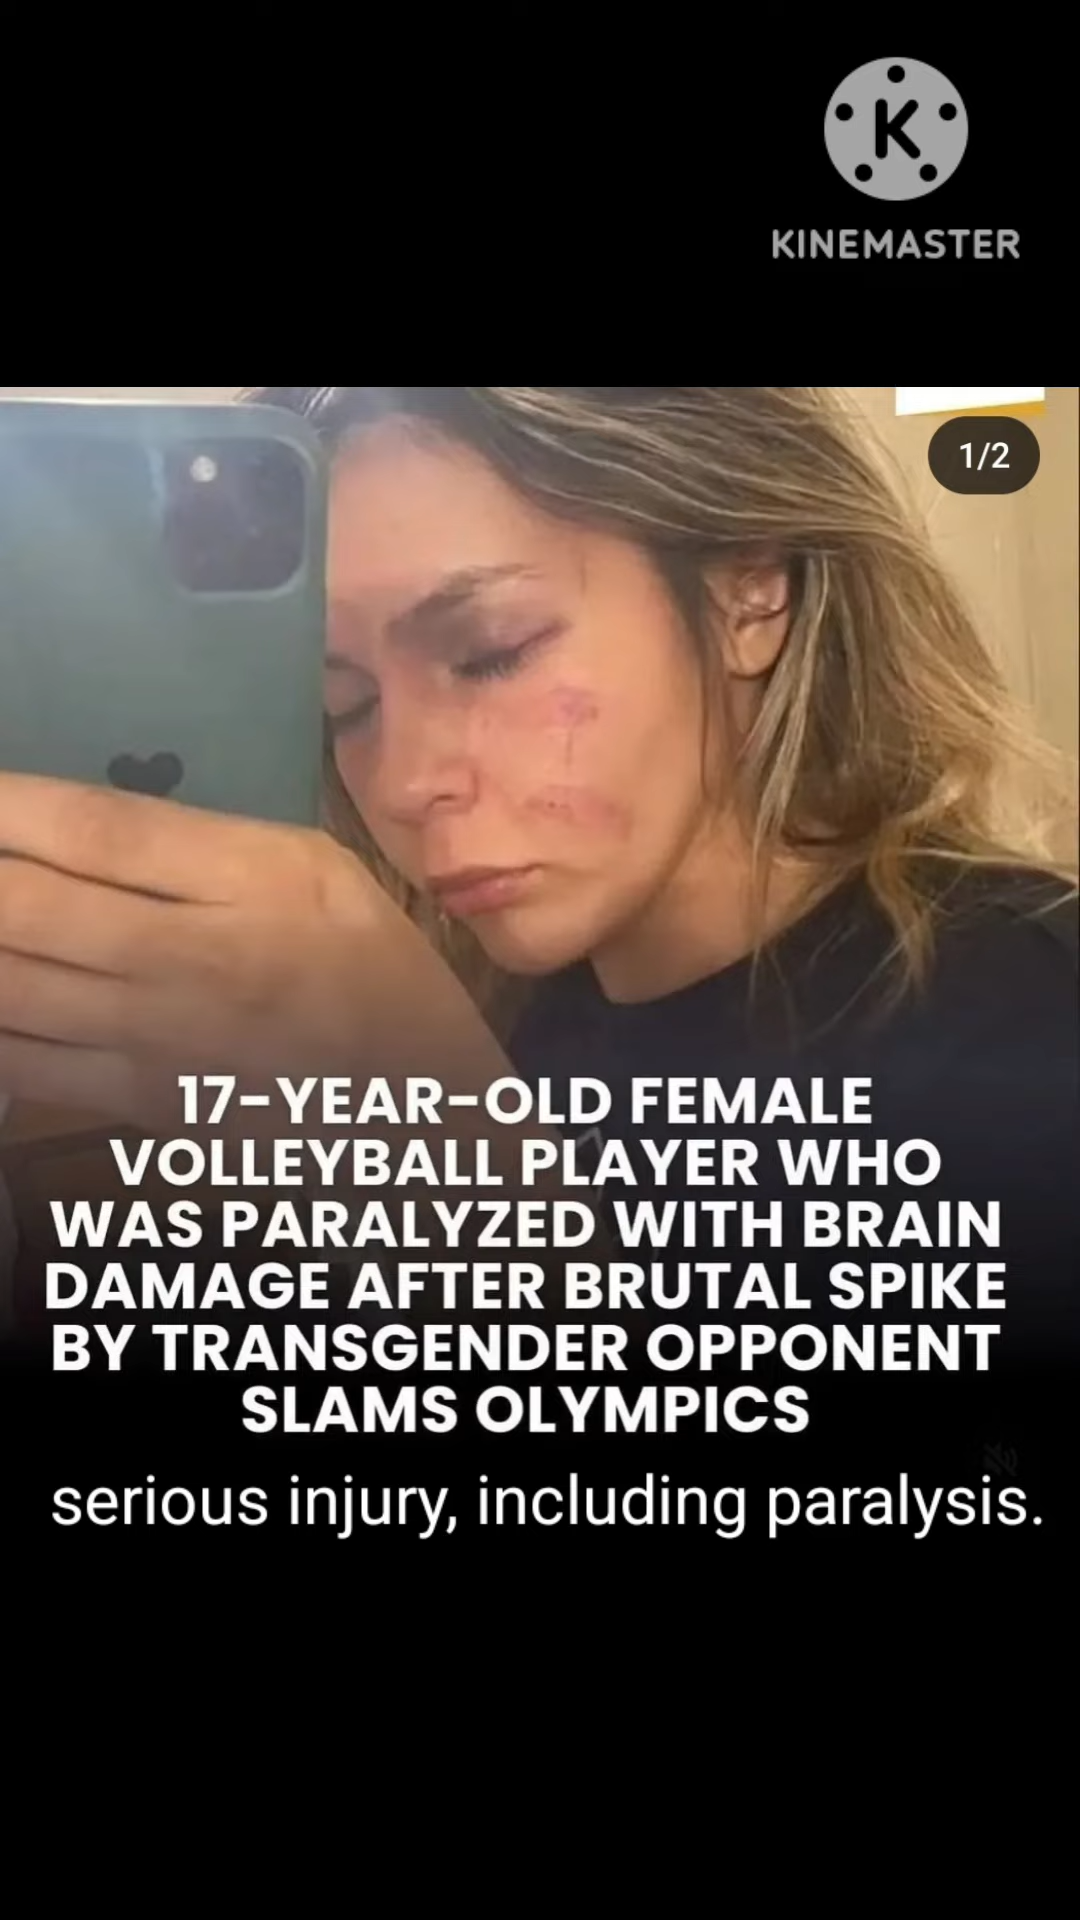 KINEMASTER
1/2
17-YEAR-OLD FEMALE
VOLLEYBALL PLAYER WHO
WAS PARALYZED WITH BRAIN
DAMAGE AFTER BRUTAL SPIKE
BY TRANSGENDER OPPONENT
SLAMS OLYMPICS
serious injury, including paralysis.